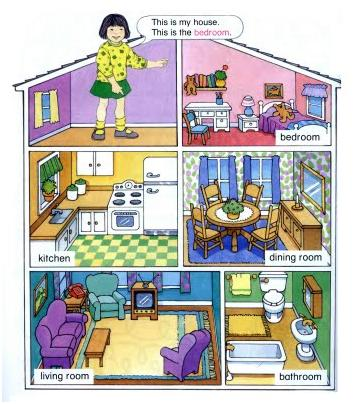 This is my house.
This is the bedroom.
bedroom
kitchen
dining room
living room
bathroom